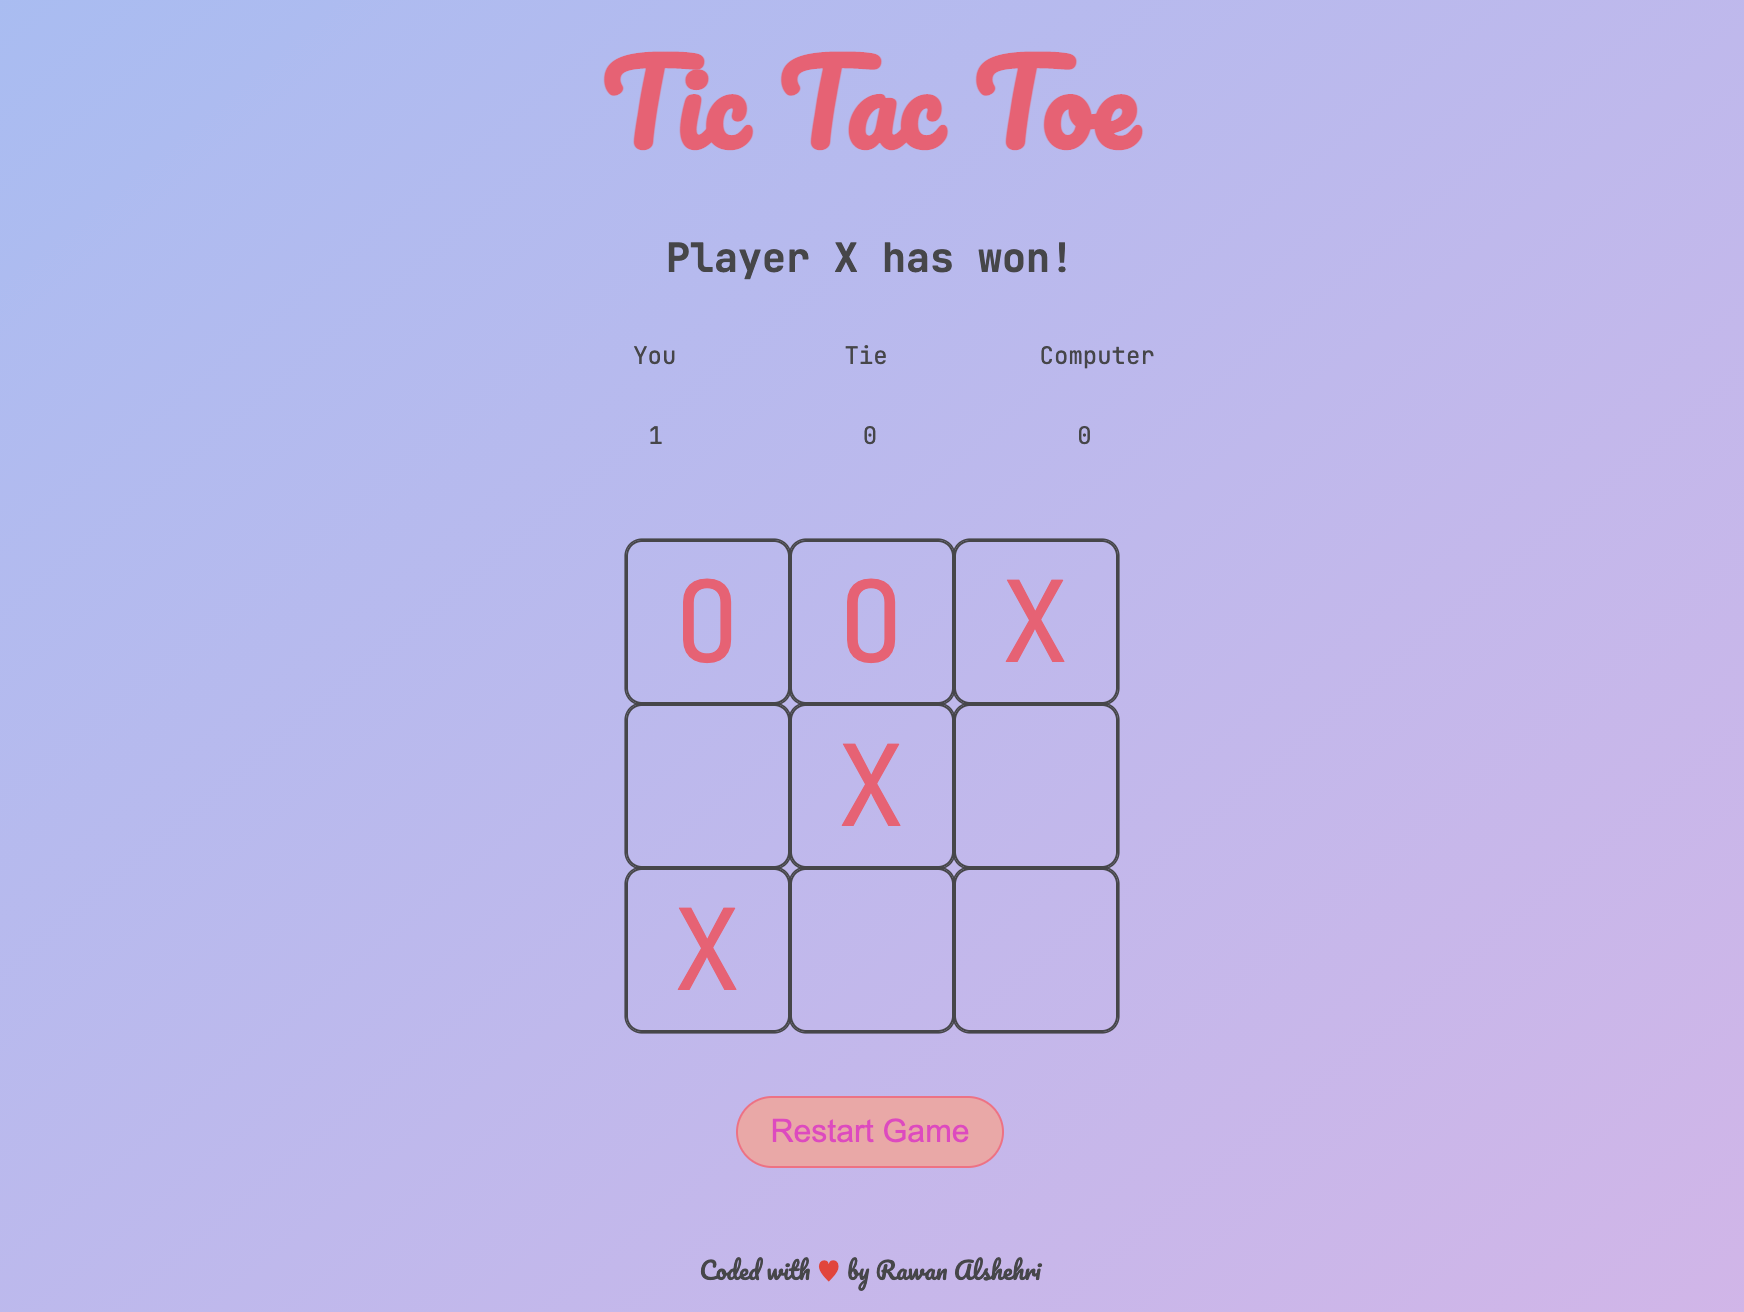 Tic Tac Toe
Player X has won!
You Tie Computer
1 0 0
O O X
X
X
Restart Game
Coded with ♥ by Rawan Alshehri